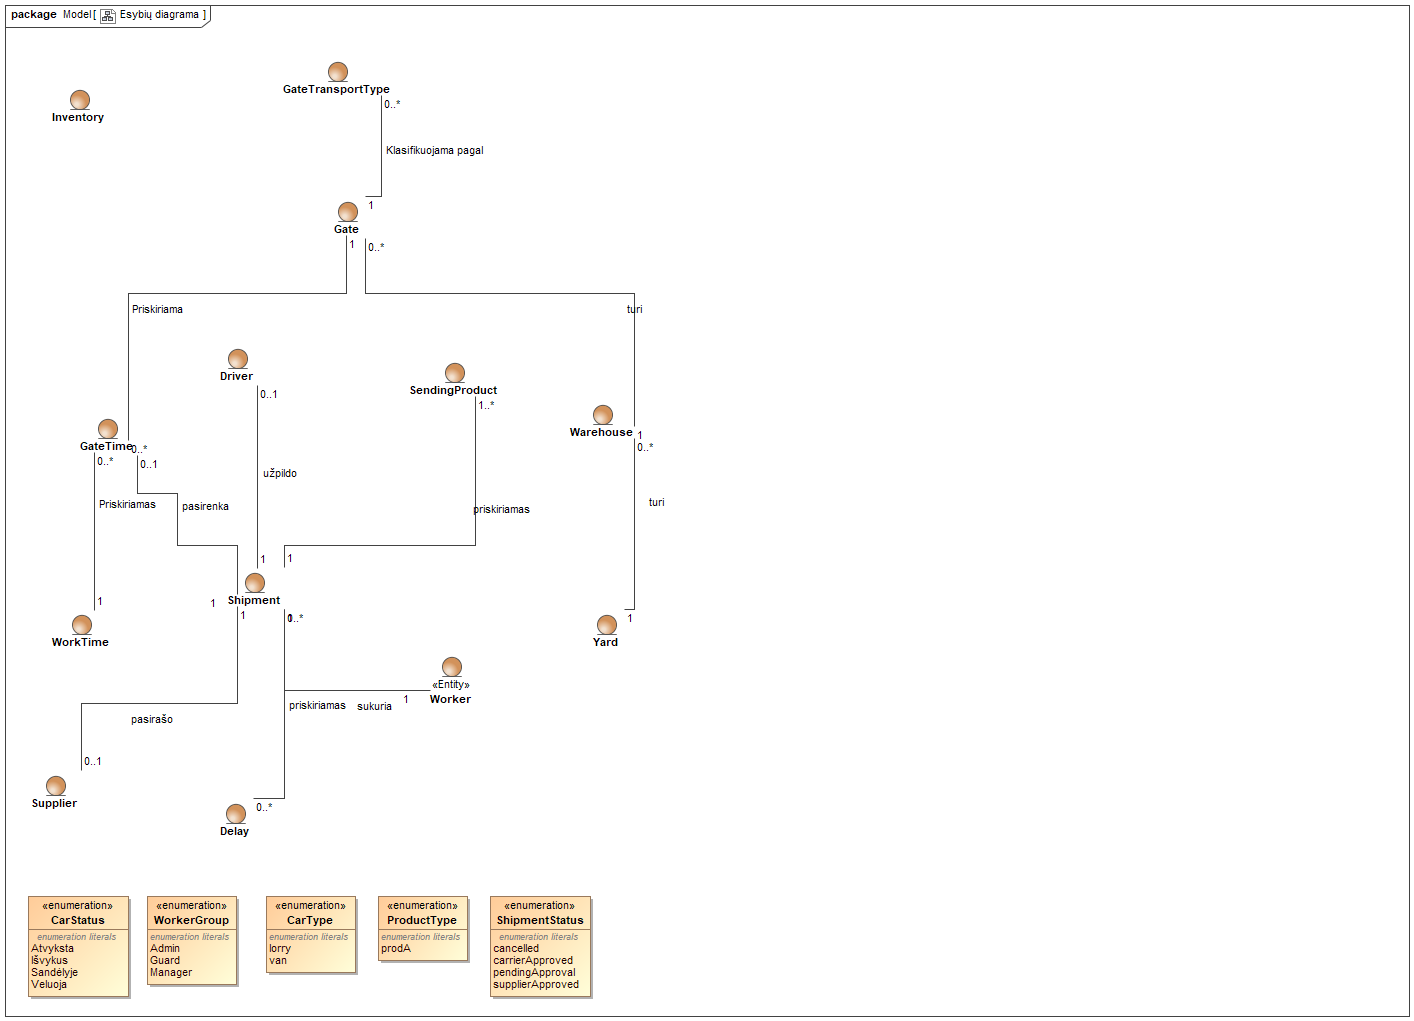 package Model [ Esybių diagrama ]
GateTransportType
0..*
Inventory
Klasifikuojama pagal
1
Gate
1
0..*
Priskiriama
turi
Driver
0..1
SendingProduct
1..*
Warehouse
1
0..*
GateTime
0..*
0..*
0..1
užpildo
Priskiriamas
pasirenka
turi
priskiriamas
1
1
1
1
Shipment
1
1
0..*
WorkTime
1
Yard
«Entity»
Worker
1
priskiriamas
sukuria
pasirašo
0..1
Supplier
0..*
Delay
«enumeration»
CarStatus
enumeration literals
Atvyksta
Išvykus
Sandėlyje
Veluoja
«enumeration»
WorkerGroup
enumeration literals
Admin
Guard
Manager
«enumeration»
CarType
enumeration literals
lorry
van
«enumeration»
ProductType
enumeration literals
prodA
«enumeration»
ShipmentStatus
enumeration literals
cancelled
carrierApproved
pendingApproval
supplierApproved